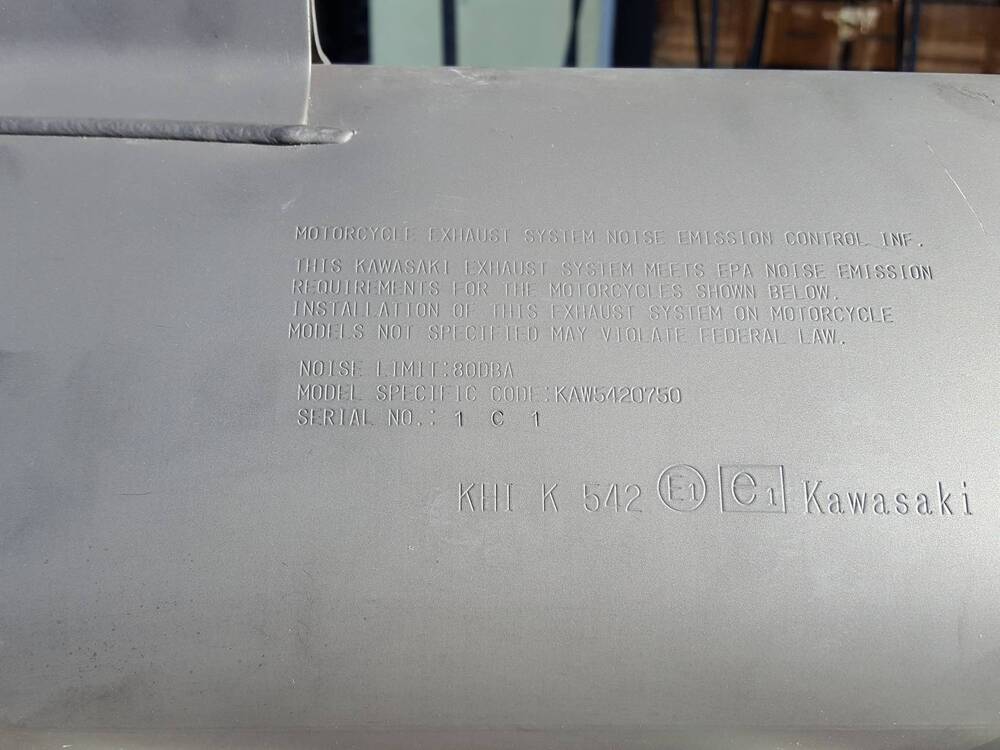 MOTORCYCLE EXHAUST SYSTEM NOISE EMISSION CONTROL INF.
THIS KAWASAKI EXHAUST SYSTEM MEETS EPA NOISE EMISSION
REQUIREMENTS FOR THE MOTORCYCLES SHOWN BELOW.
INSTALLATION OF THIS EXHAUST SYSTEM ON MOTORCYCLE
MODELS NOT SPECIFIED MAY VIOLATE FEDERAL LAW.
NOISE LIMIT:80DBA
MODEL SPECIFIC CODE:KAW5420750
SERIAL NO.: 1 C 1
KHI K 542 E1 e1 Kawasaki